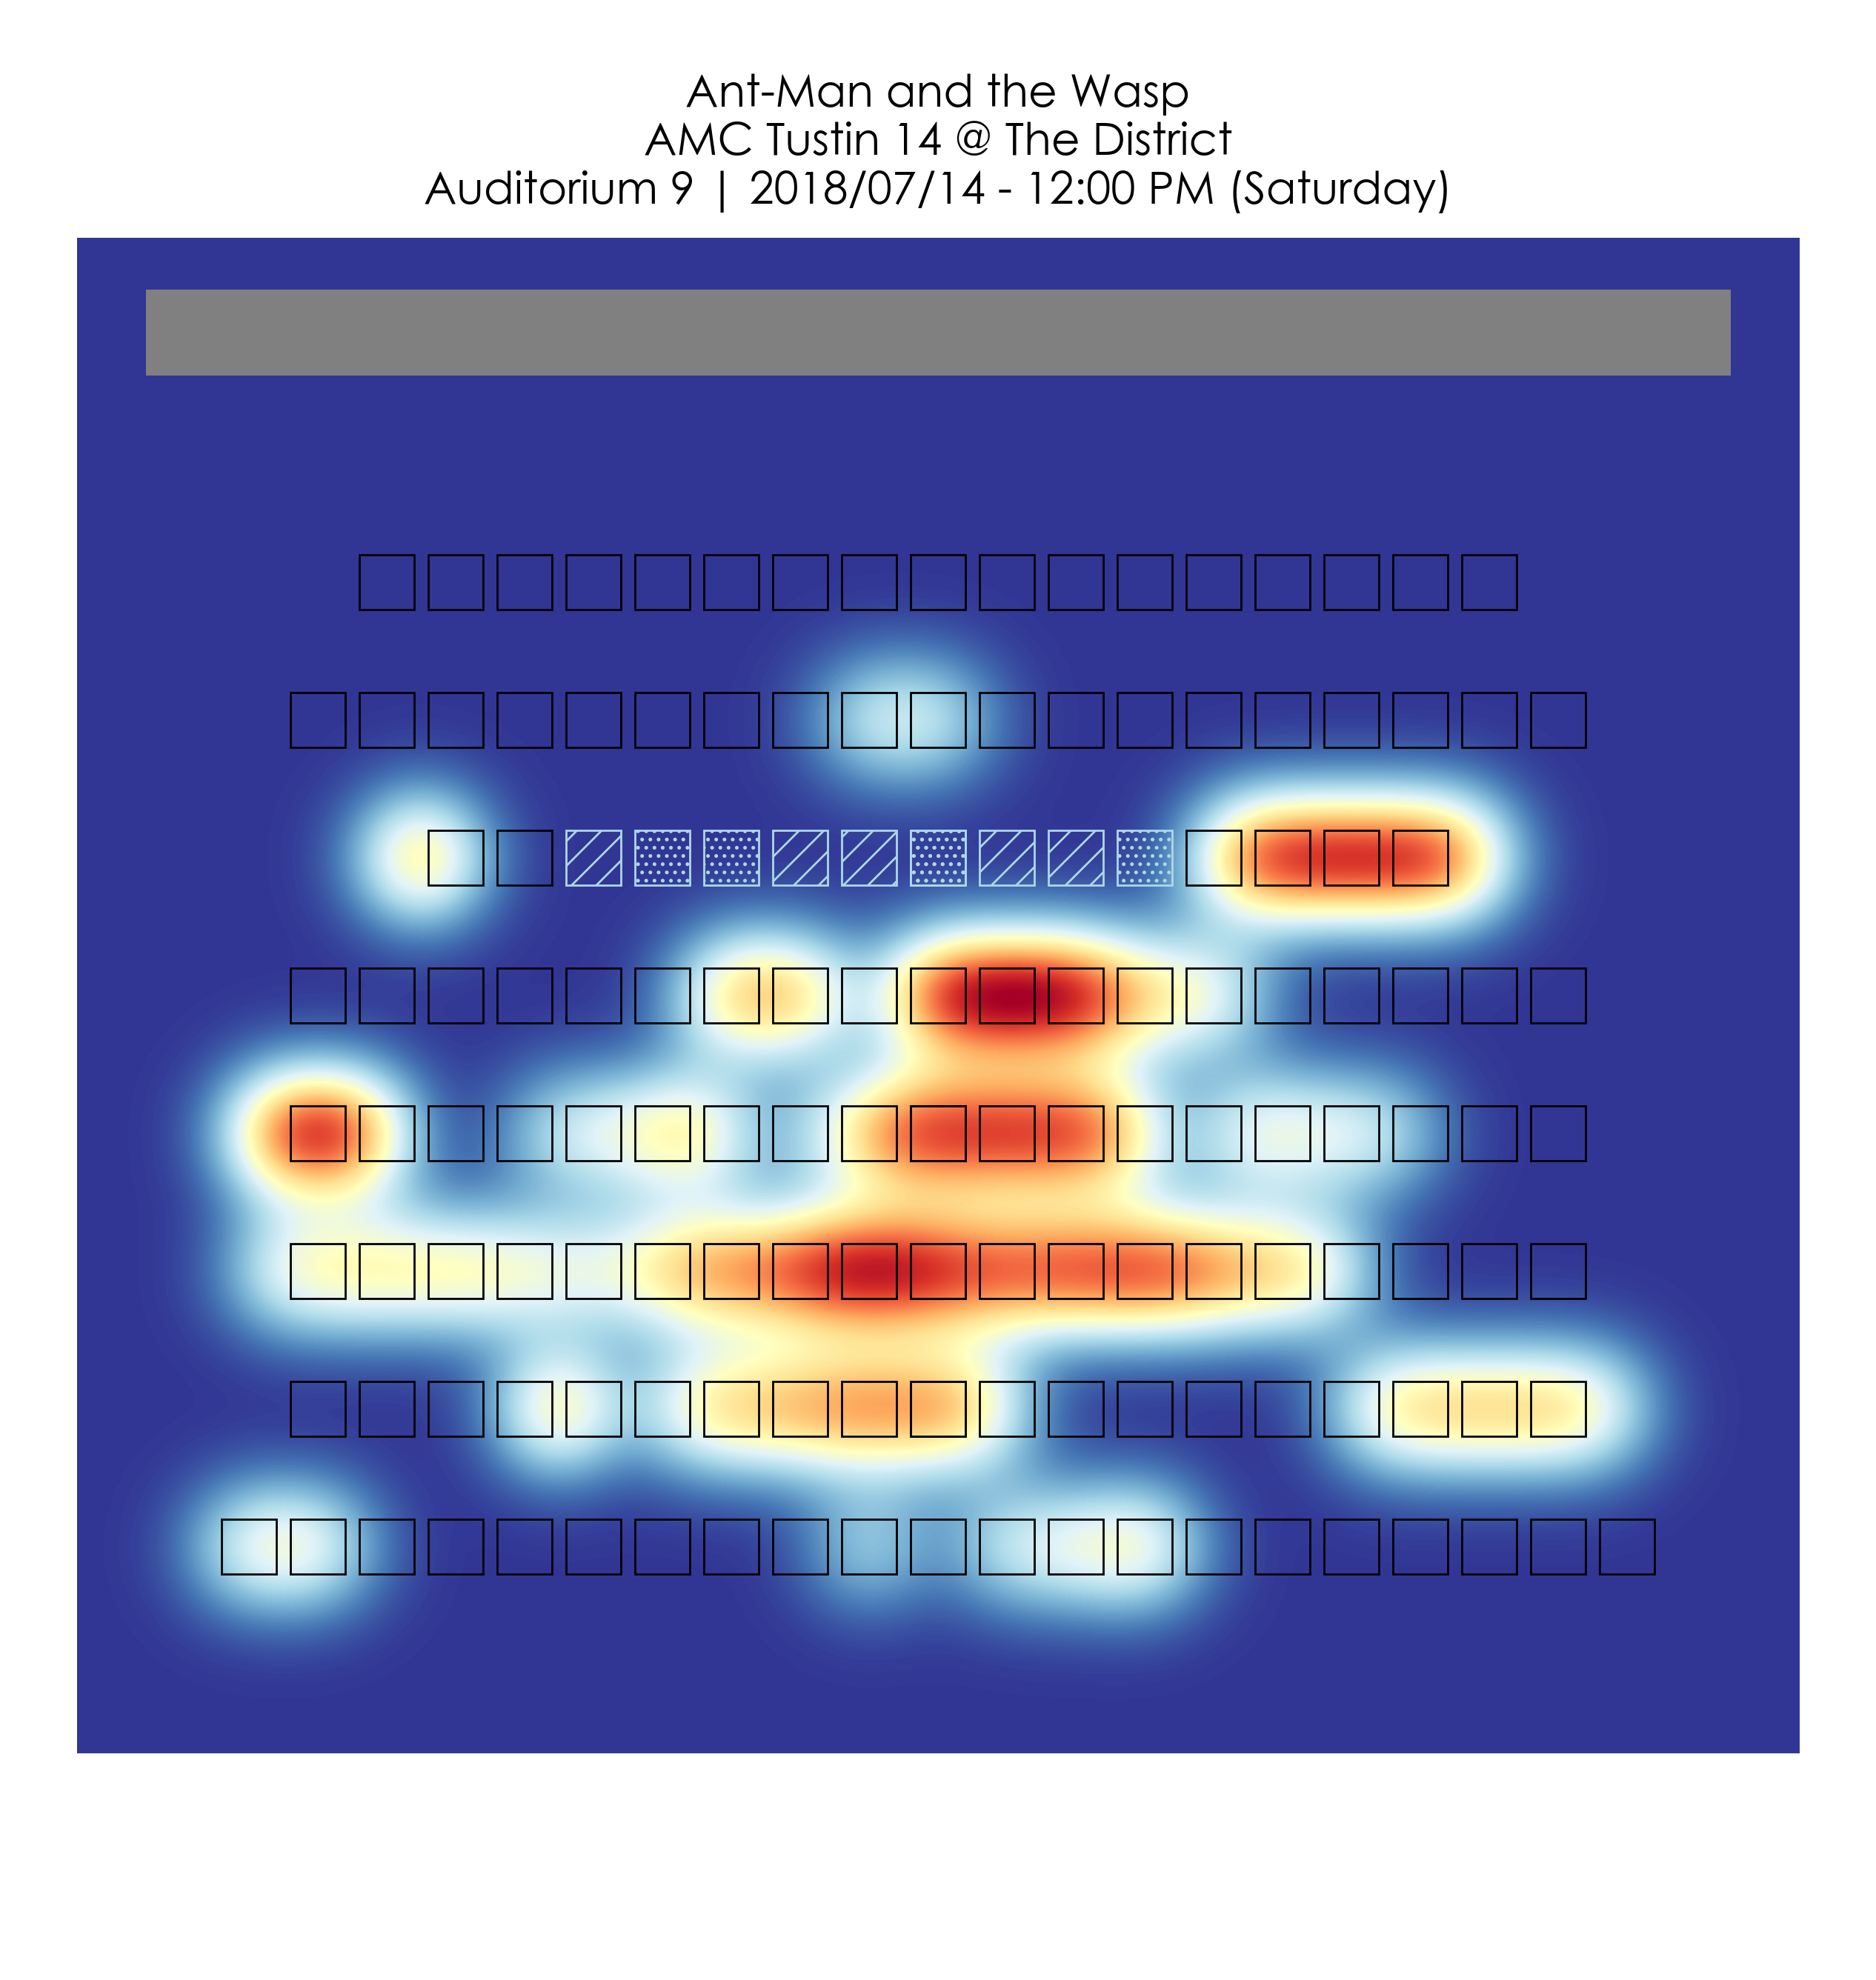 Ant-Man and the Wasp
AMC Tustin 14 @ The District
Auditorium 9 | 2018/07/14 - 12:00 PM (Saturday)